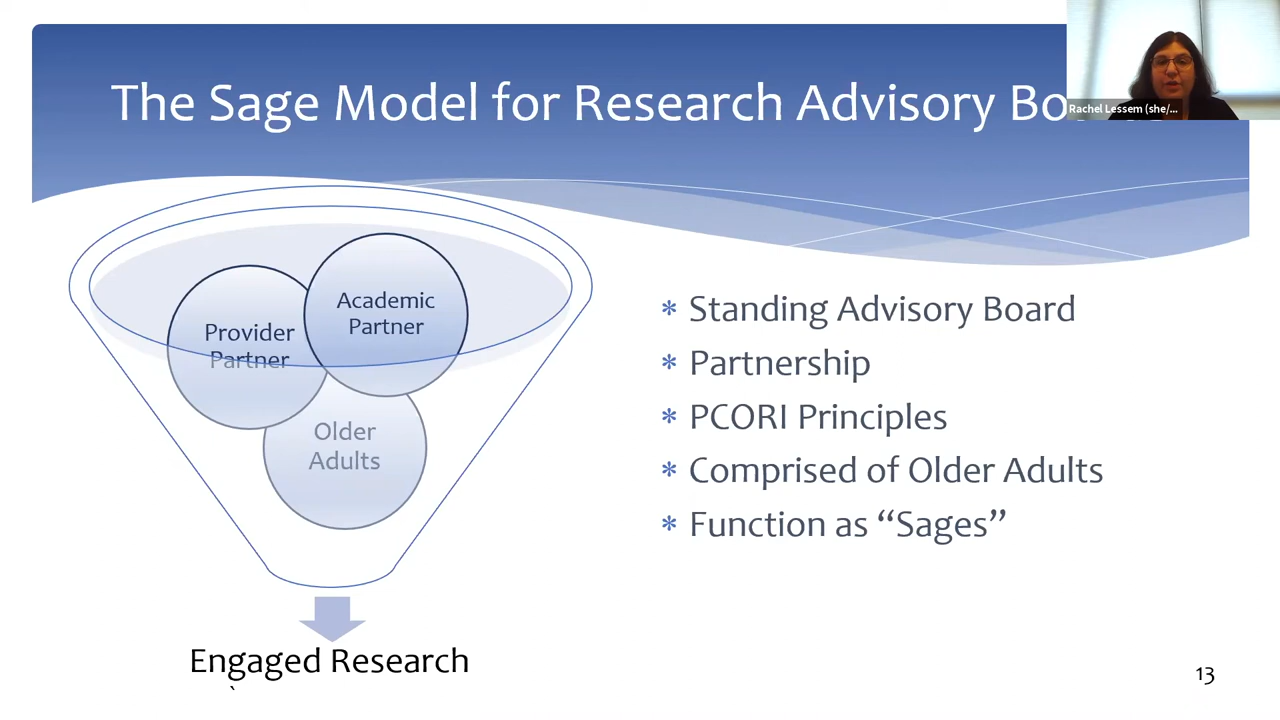 The Sage Model for Research Advisory
Rachel Lessem (she/...
Academic
Partner
Provider
Partner
Older
Adults
Engaged Research
* Standing Advisory Board
* Partnership
* PCORI Principles
* Comprised of Older Adults
* Function as “Sages”
13